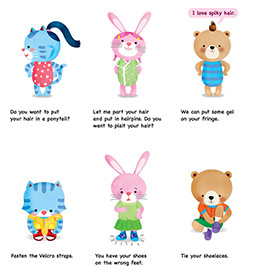 I love spiky hair.
Do you want to put
your hair in a ponytail?
Let me part your hair
and put in hairpins. Do you
want to plait your hair?
We can put some gel
on your fringe.
Fasten the Velcro straps.
You have your shoes
on the wrong feet.
Tie your shoelaces.